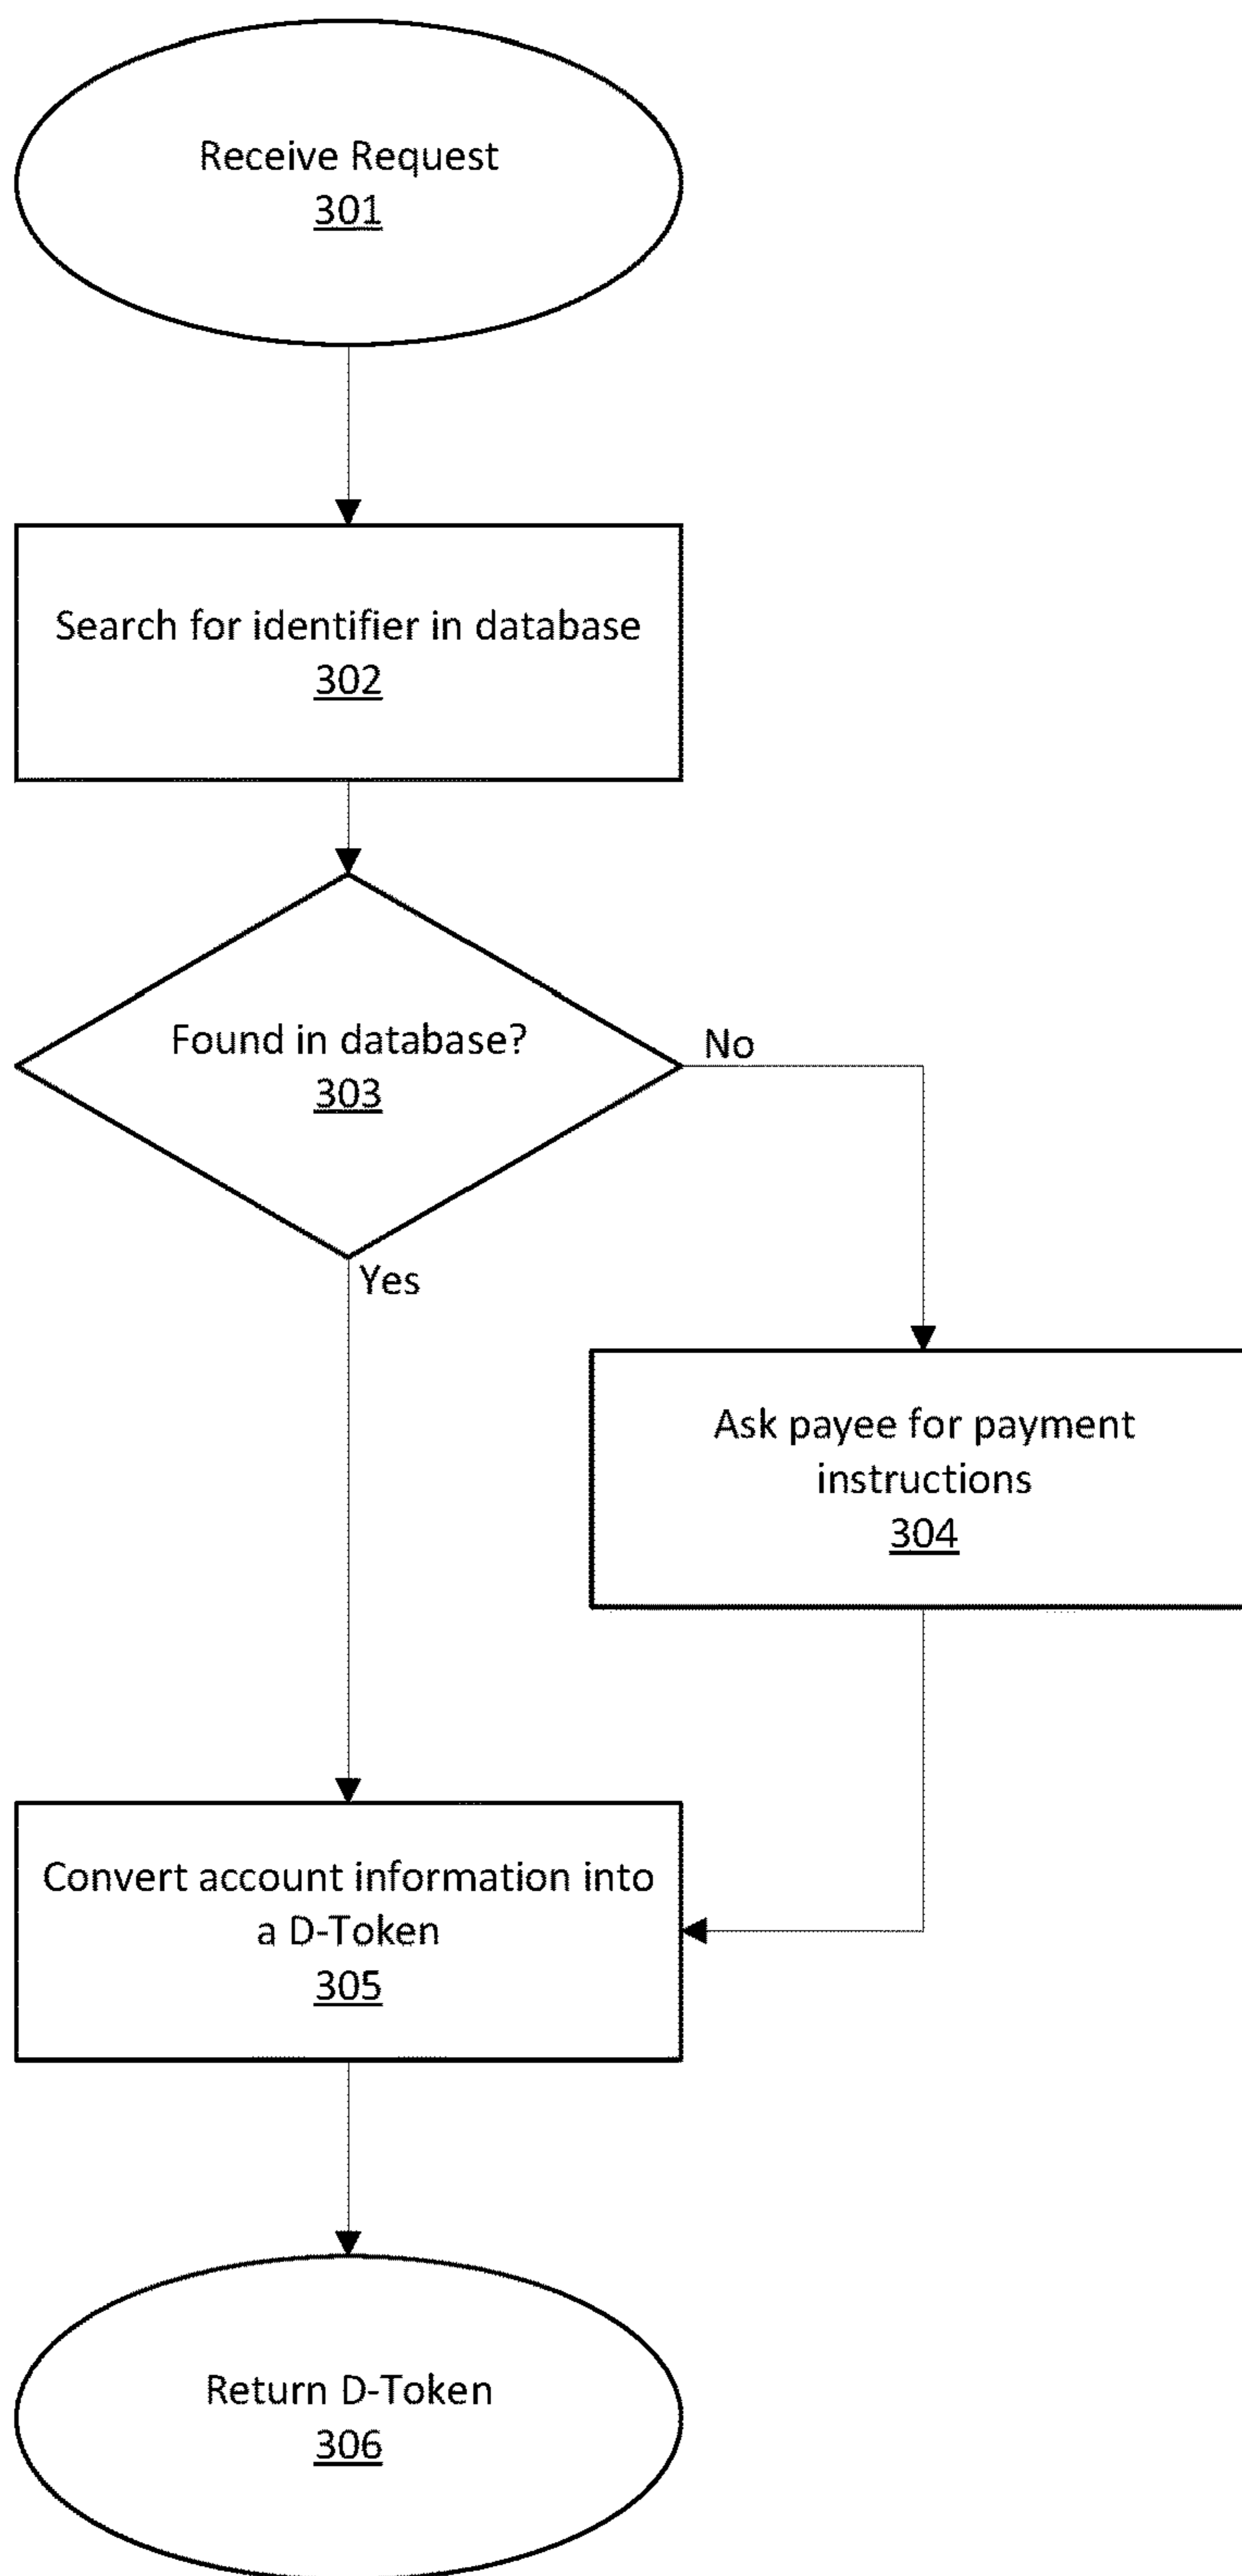 Receive Request
301
Search for identifier in database
302
Found in database?
303
No
Yes
Ask payee for payment
instructions
304
Convert account information into
a D-Token
305
Return D-Token
306